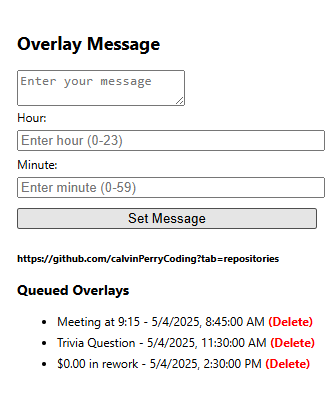 Overlay Message
Enter your message
Hour:
Enter hour (0-23)
Minute:
Enter minute (0-59)
Set Message
https://github.com/calvinPerryCoding?tab=repositories
Queued Overlays
Meeting at 9:15 - 5/4/2025, 8:45:00 AM (Delete)
Trivia Question - 5/4/2025, 11:30:00 AM (Delete)
$0.00 in rework - 5/4/2025, 2:30:00 PM (Delete)